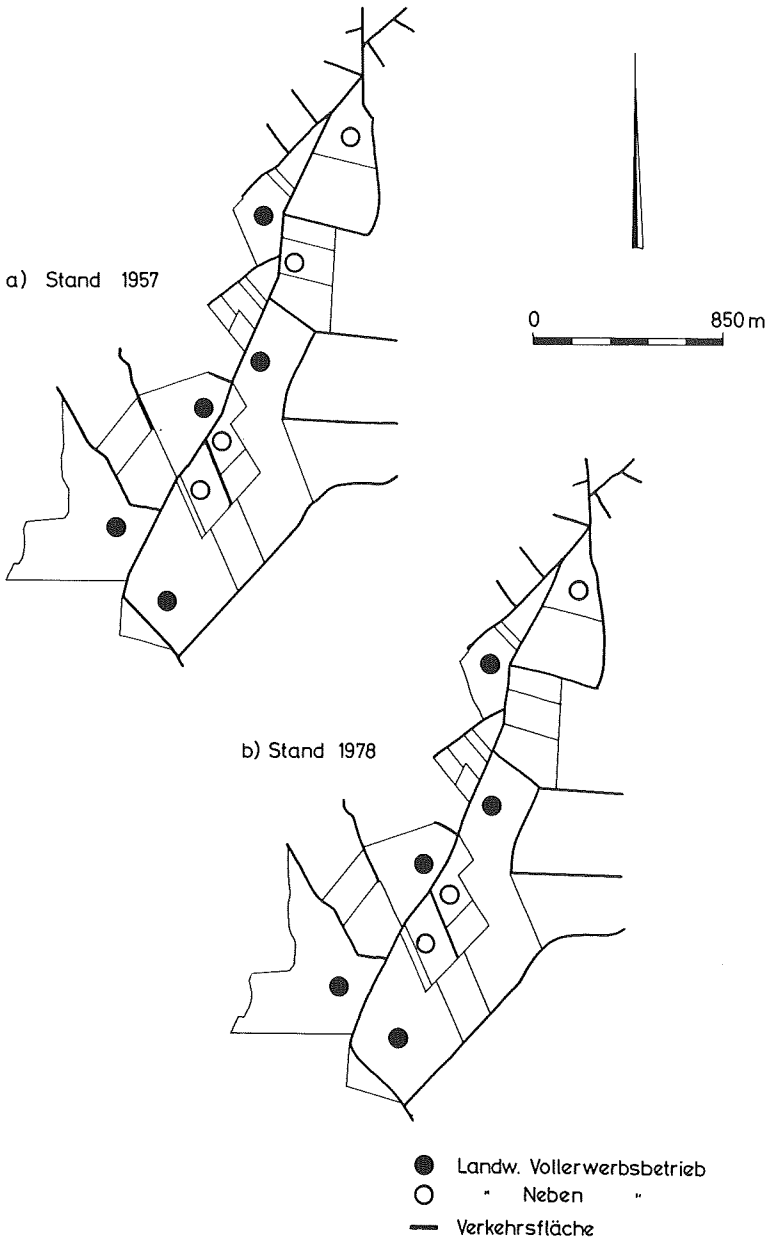 a) Stand 1957
0 850 m
b) Stand 1978
Landw. Vollerwerbsbetrieb
" Neben "
Verkehrsfläche